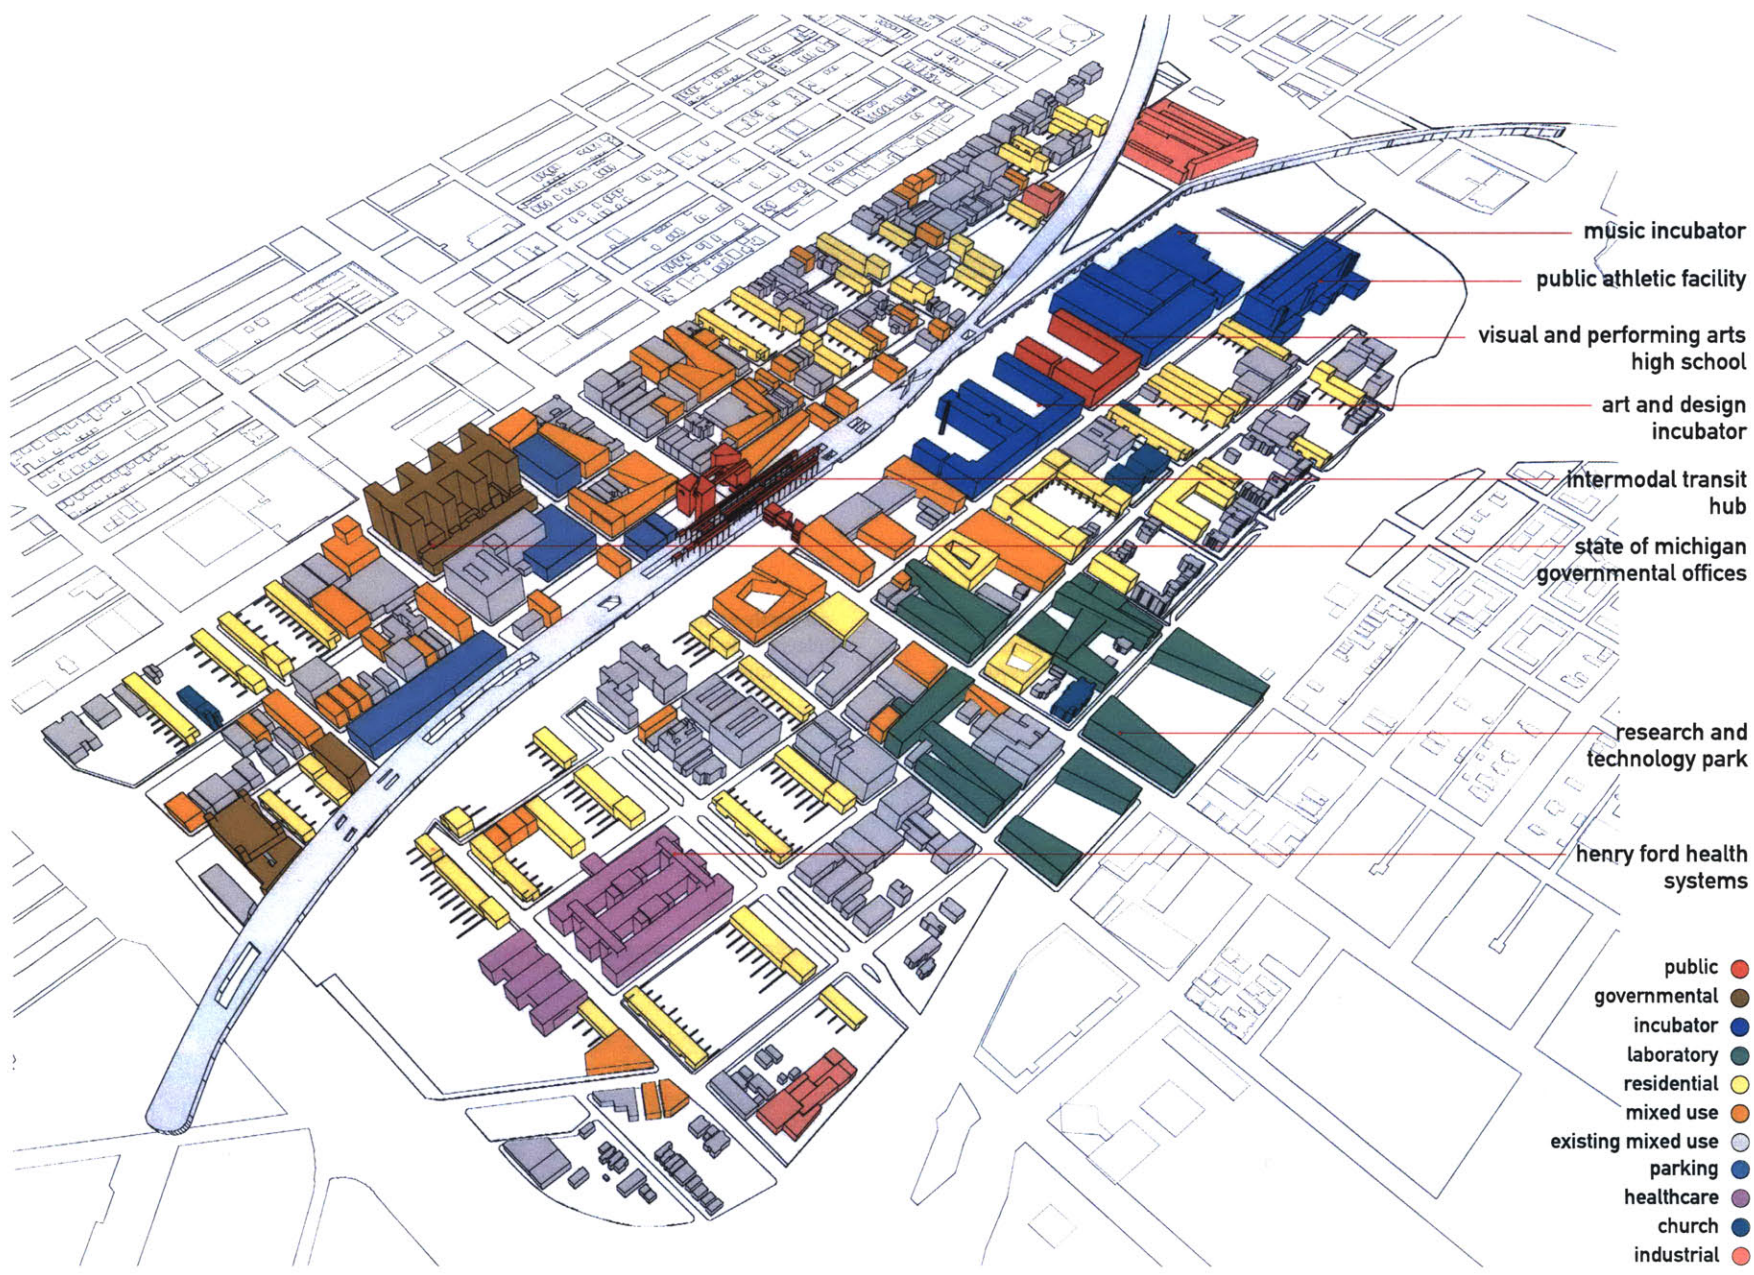 music incubator
public athletic facility
visual and performing arts
high school
art and design
incubator
intermodal transit
hub
state of michigan
governmental offices
research and
technology park
henry ford health
systems
public
governmental
incubator
laboratory
residential
mixed use
existing mixed use
parking
healthcare
church
industrial